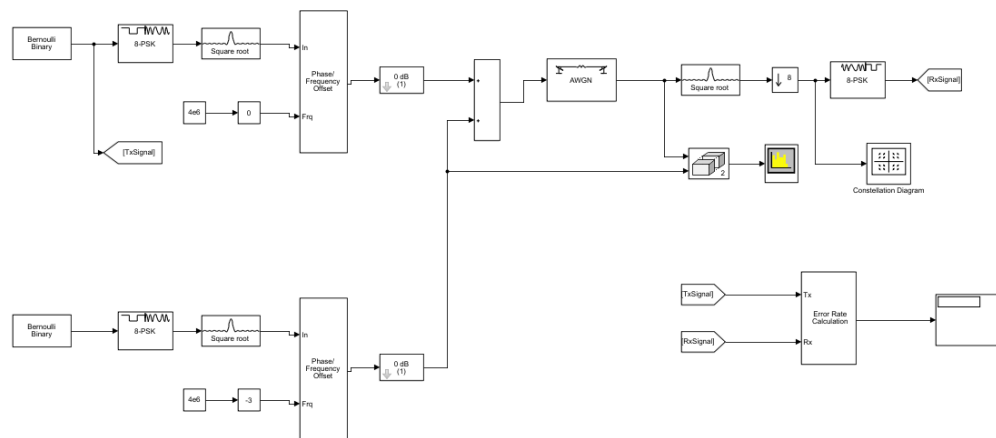 Bernoulli
Binary
8-PSK
Square root
In
Phase/
Frequency
Offset
Frq
4e6
0
0 dB
(1)
+
+
AWGN
Square root
8
8-PSK
[RxSignal]
[TxSignal]
2
Constellation Diagram
Bernoulli
Binary
8-PSK
Square root
In
Phase/
Frequency
Offset
Frq
4e6
-3
0 dB
(1)
[TxSignal]
[RxSignal]
Tx
Error Rate
Calculation
Rx